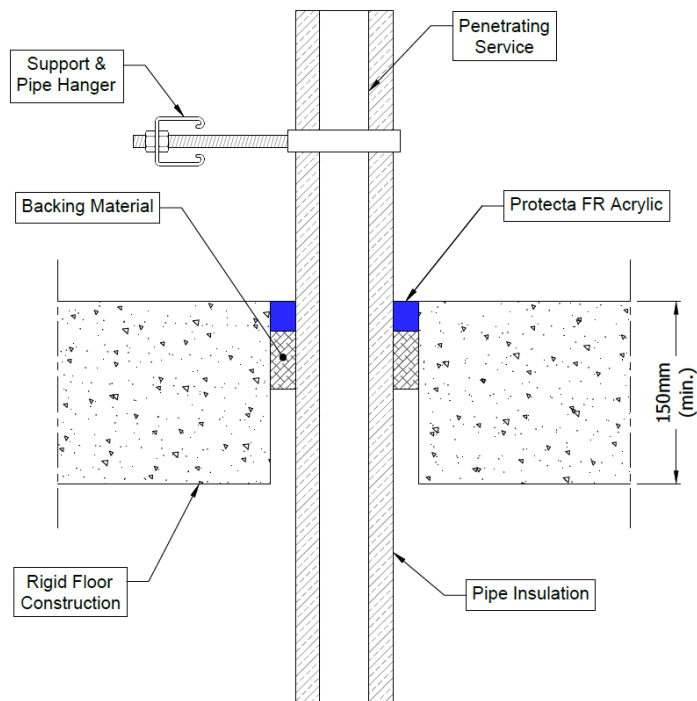 Penetrating
Service
Support &
Pipe Hanger
Backing Material
Protecta FR Acrylic
150mm
(min.)
Rigid Floor
Construction
Pipe Insulation